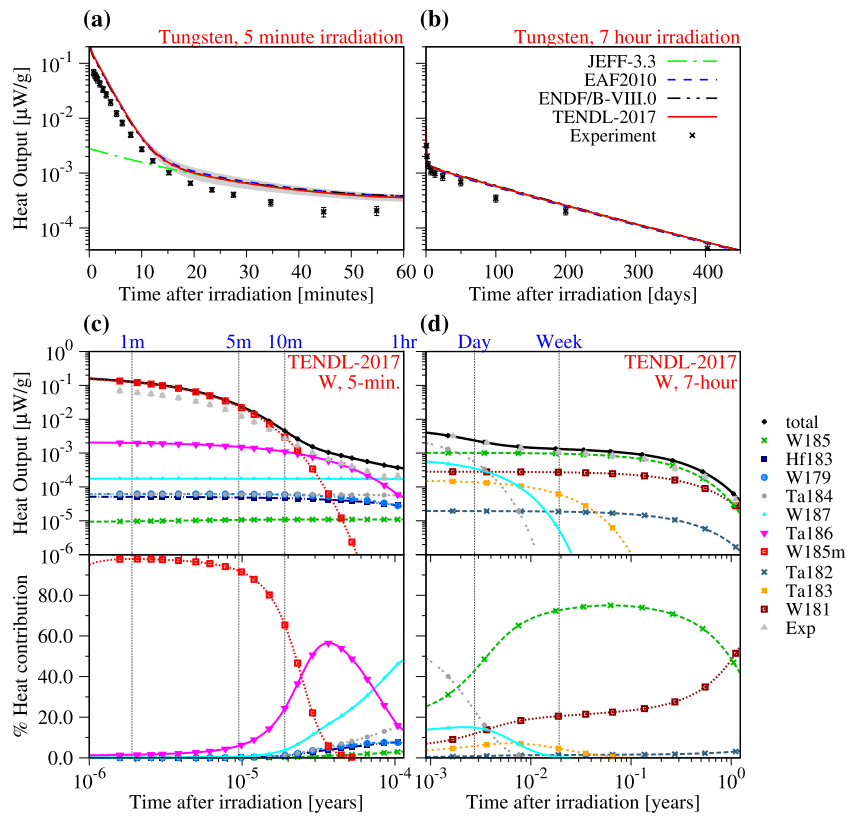 (a)
Tungsten, 5 minute irradiation
Heat Output [μW/g]
10⁻¹
10⁻²
10⁻³
10⁻⁴
0 10 20 30 40 50 60
Time after irradiation [minutes]
(b)
Tungsten, 7 hour irradiation
JEFF-3.3
EAF2010
ENDF/B-VIII.0
TENDL-2017
Experiment
0 100 200 300 400
Time after irradiation [days]
(c)
1m 5m 10m 1hr
TENDL-2017
W, 5-min.
Heat Output [μW/g]
10⁰
10⁻¹
10⁻²
10⁻³
10⁻⁴
10⁻⁵
10⁻⁶
% Heat contribution
80.0
60.0
40.0
20.0
0.0
10⁻⁶ 10⁻⁵ 10⁻⁴
Time after irradiation [years]
(d)
Day Week
TENDL-2017
W, 7-hour
10⁻³ 10⁻² 10⁻¹ 10⁰
Time after irradiation [years]
total
W185
Hf183
W179
Ta184
W187
Ta186
W185m
Ta182
Ta183
W181
Exp